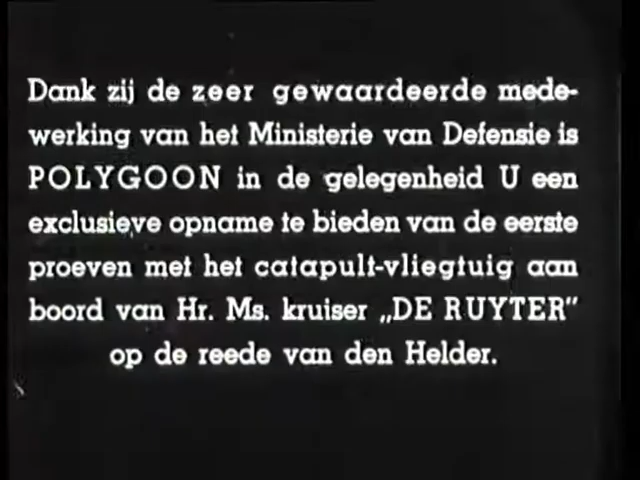 Dank zij de zeer gewaardeerde mede-
werking van het Ministerie van Defensie is
POLYGOON in de gelegenheid U een
exclusieve opname te bieden van de eerste
proeven met het catapult-vliegtuig aan
boord van Hr. Ms. kruiser „DE RUYTER”
op de reede van den Helder.